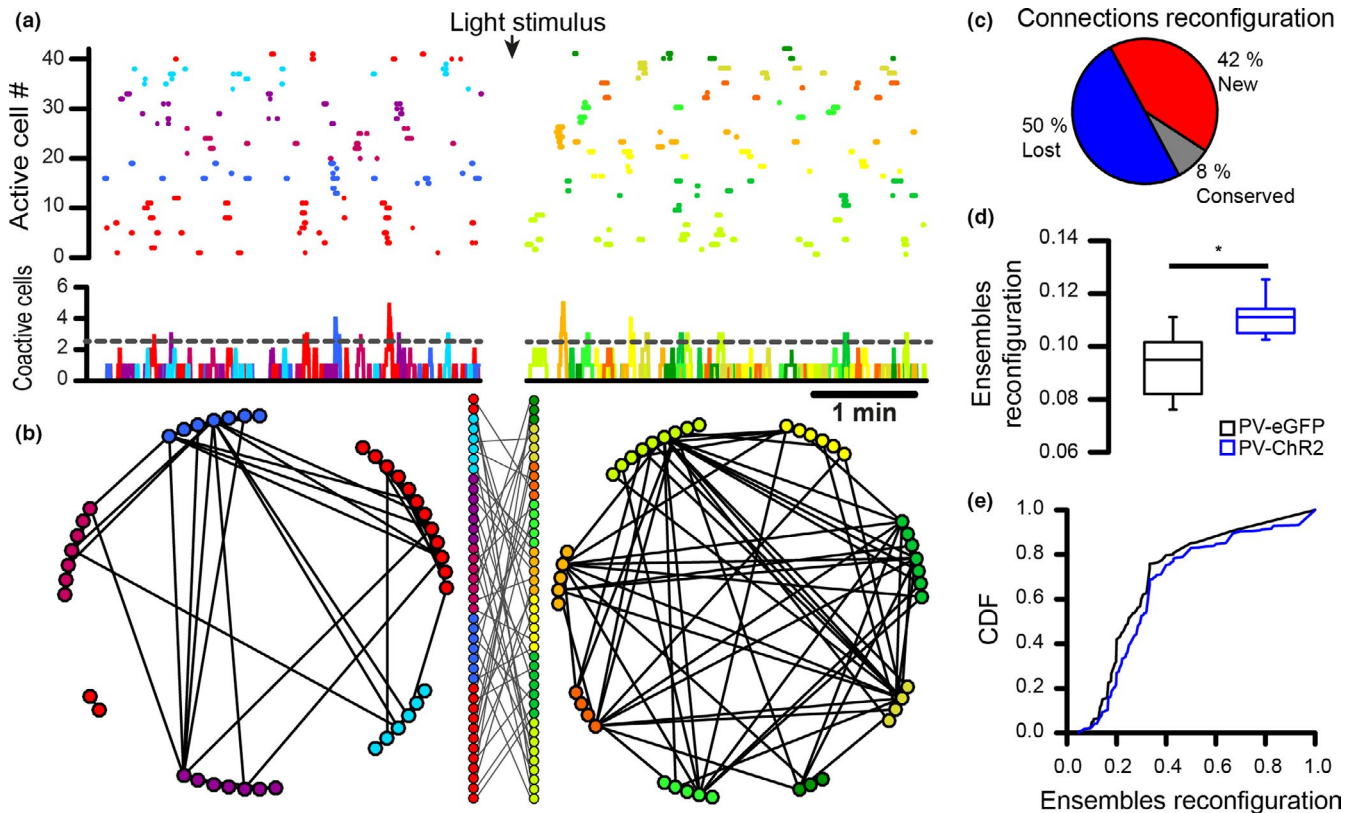 (a)
Light stimulus
Active cell #
40
30
20
10
0
Coactive cells
6
4
2
0
1 min
(b)
(c)
Connections reconfiguration
42 %
New
50 %
Lost
8 %
Conserved
(d)
Ensembles
reconfiguration
0.14
0.12
0.10
0.08
0.06
*
PV-eGFP
PV-ChR2
(e)
CDF
1.0
0.8
0.6
0.4
0.2
0.0
0.0 0.2 0.4 0.6 0.8 1.0
Ensembles reconfiguration